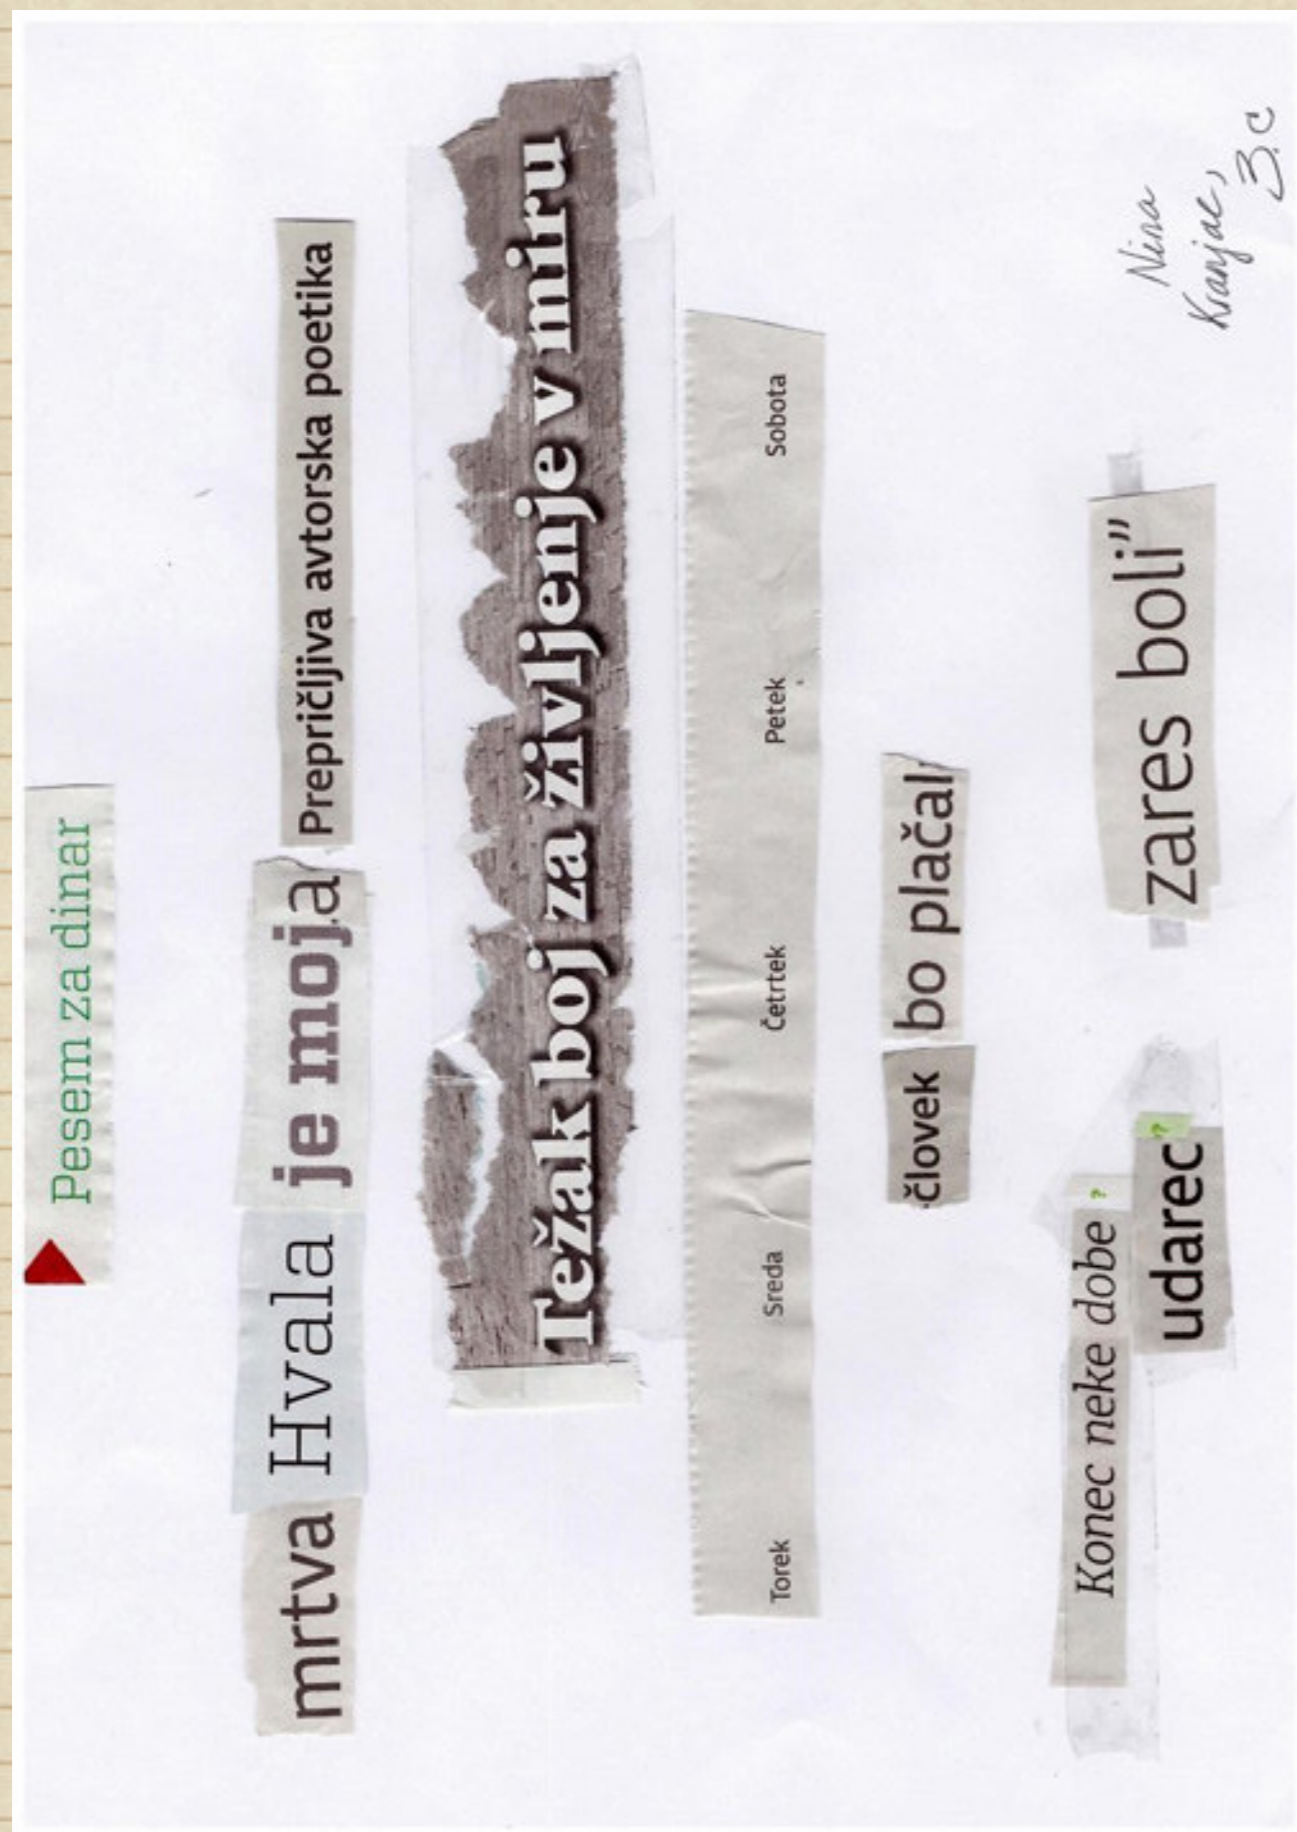 Pesem za dinar
mrtva Hvala je moja Prepričljiva avtorska poetika
Težak boj za življenje v miru
Torek Sreda Četrtek Petek Sobota
človek bo plačal
Konec neke dobe ?
udarec ? zares boli”
Nina
Kranjac,
3.c